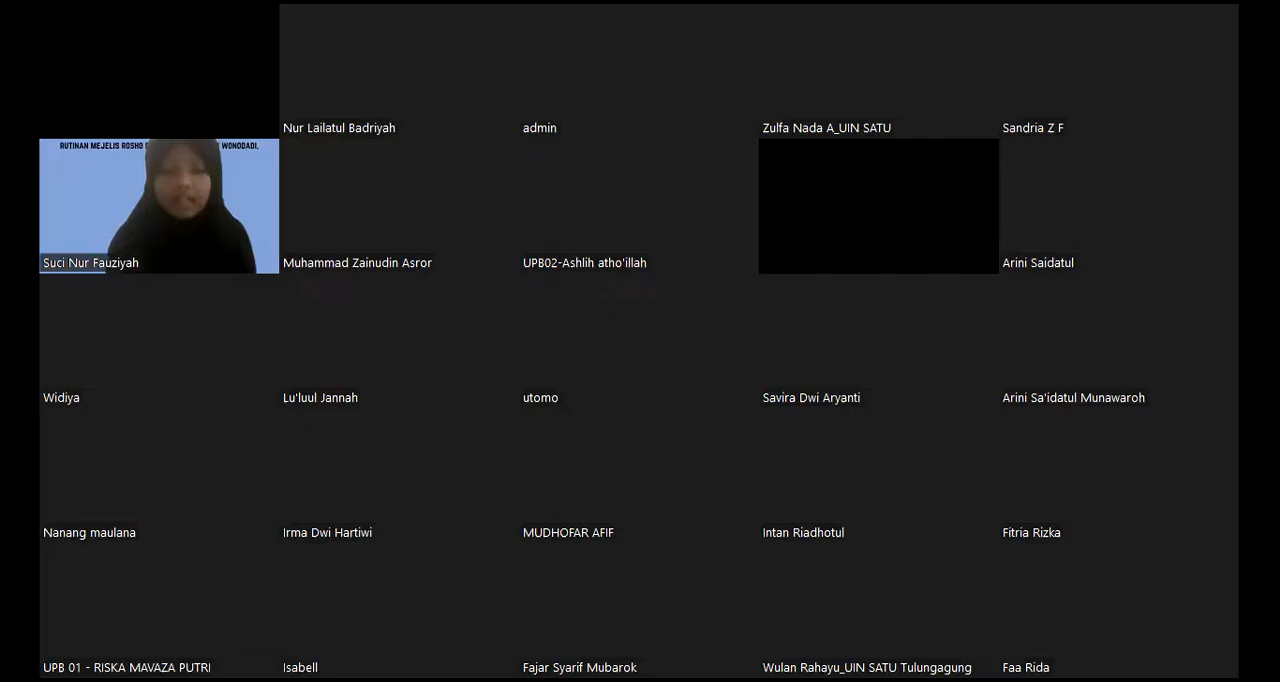 Nur Lailatul Badriyah
admin
Zulfa Nada A_UIN SATU
Sandria Z F
RUTINAN MEJELIS ROSHO WONODADI,
Suci Nur Fauziyah
Muhammad Zainudin Asror
UPB02-Ashlih atho'illah
Arini Saidatul
Widiya
Lu'luul Jannah
utomo
Savira Dwi Aryanti
Arini Sa'idatul Munawaroh
Nanang maulana
Irma Dwi Hartiwi
MUDHOFAR AFIF
Intan Riadhotul
Fitria Rizka
UPB 01 - RISKA MAVAZA PUTRI
Isabell
Fajar Syarif Mubarok
Wulan Rahayu_UIN SATU Tulungagung
Faa Rida